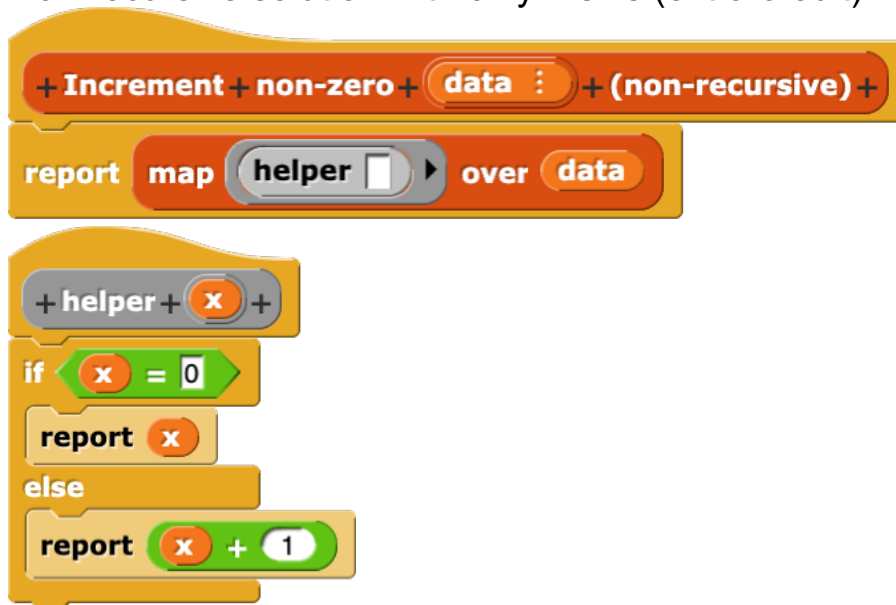 + Increment + non-zero + data ⋮ + (non-recursive) +
report map helper over data
+ helper + x +
if x = 0
report x
else
report x + 1